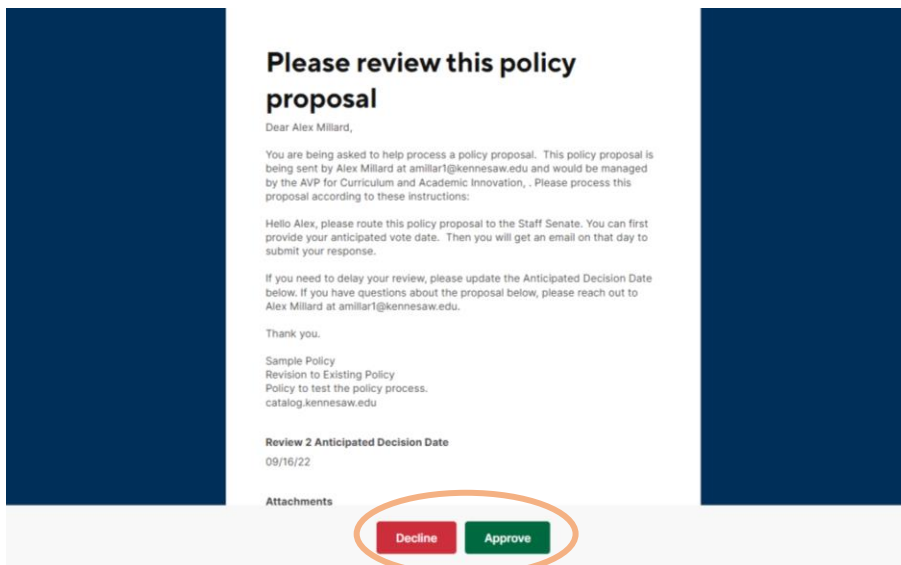 Please review this policy
proposal
Dear Alex Millard,
You are being asked to help process a policy proposal.  This policy proposal is
being sent by Alex Millard at amillar1@kennesaw.edu and would be managed
by the AVP for Curriculum and Academic Innovation, . Please process this
proposal according to these instructions:
Hello Alex, please route this policy proposal to the Staff Senate. You can first
provide your anticipated vote date.  Then you will get an email on that day to
submit your response.
If you need to delay your review, please update the Anticipated Decision Date
below. If you have questions about the proposal below, please reach out to
Alex Millard at amillar1@kennesaw.edu.
Thank you.
Sample Policy
Revision to Existing Policy
Policy to test the policy process.
catalog.kennesaw.edu
Review 2 Anticipated Decision Date
09/16/22
Attachments
Decline Approve